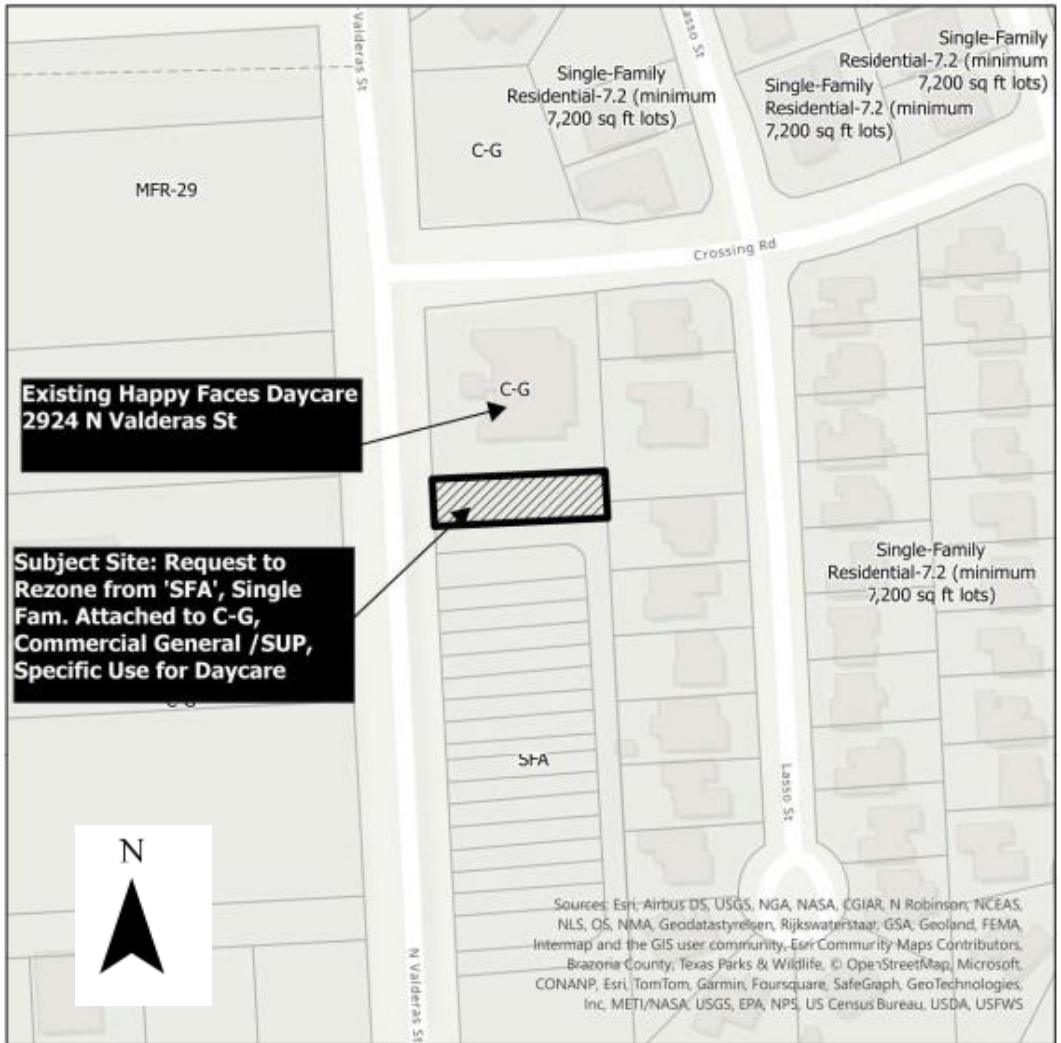 Valderas St
Lasso St
Single-Family
Residential-7.2 (minimum
7,200 sq ft lots)
Single-Family
Residential-7.2 (minimum
7,200 sq ft lots)
Single-Family
Residential-7.2 (minimum
7,200 sq ft lots)
C-G
MFR-29
Crossing Rd
Existing Happy Faces Daycare
2924 N Valderas St
C-G
Subject Site: Request to
Rezone from 'SFA', Single
Fam. Attached to C-G,
Commercial General /SUP,
Specific Use for Daycare
Single-Family
Residential-7.2 (minimum
7,200 sq ft lots)
SFA
Lasso St
N
N Valderas St
Sources: Esri, Airbus DS, USGS, NGA, NASA, CGIAR, N Robinson, NCEAS,
NLS, OS, NMA, Geodatastyrelsen, Rijkswaterstaat, GSA, Geoland, FEMA,
Intermap and the GIS user community, Esri Community Maps Contributors,
Brazoria County, Texas Parks & Wildlife, © OpenStreetMap, Microsoft,
CONANP, Esri, TomTom, Garmin, Foursquare, SafeGraph, GeoTechnologies,
Inc, METI/NASA, USGS, EPA, NPS, US Census Bureau, USDA, USFWS